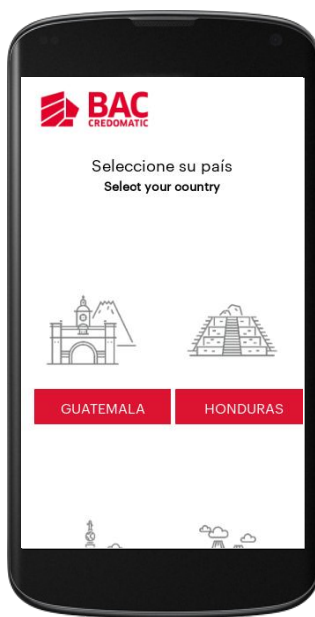 BAC
CREDOMATIC
Seleccione su país
Select your country
GUATEMALA
HONDURAS